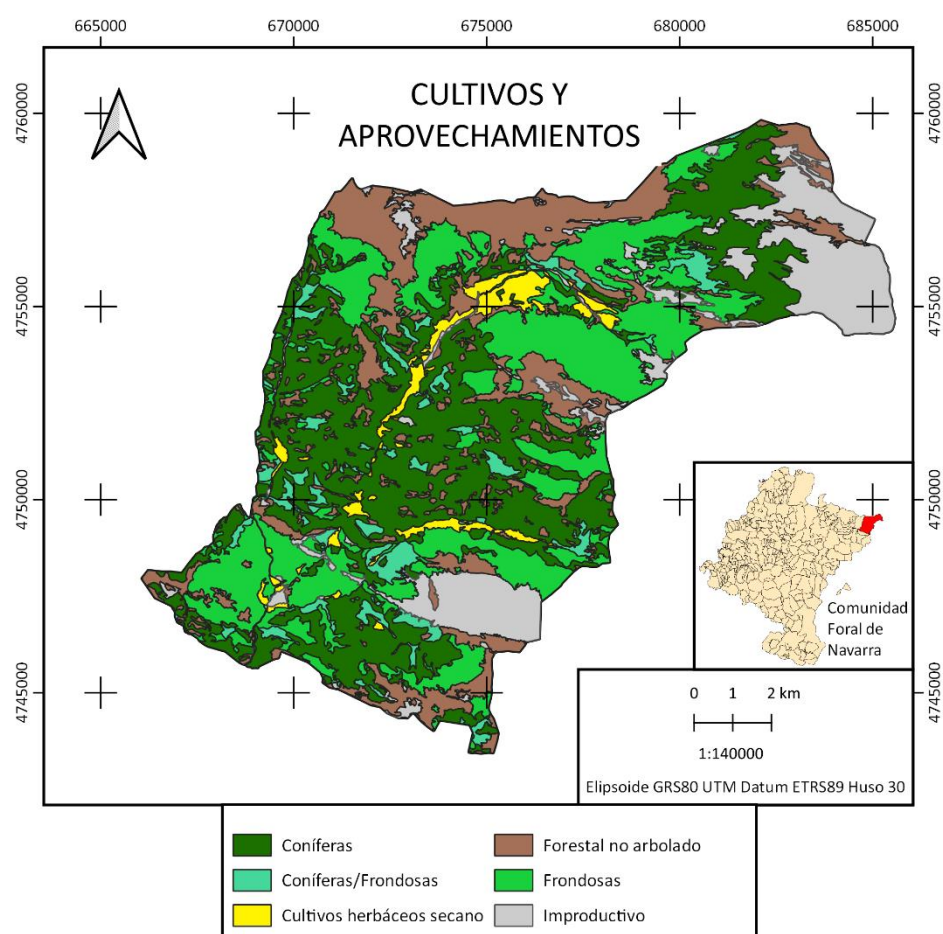 665000 670000 675000 680000 685000
CULTIVOS Y
APROVECHAMIENTOS
4760000 4760000
4755000 4755000
4750000 4750000
4745000 4745000
Comunidad
Foral de
Navarra
0 1 2 km
1:140000
Elipsoide GRS80 UTM Datum ETRS89 Huso 30
Coníferas
Coníferas/Frondosas
Cultivos herbáceos secano
Forestal no arbolado
Frondosas
Improductivo